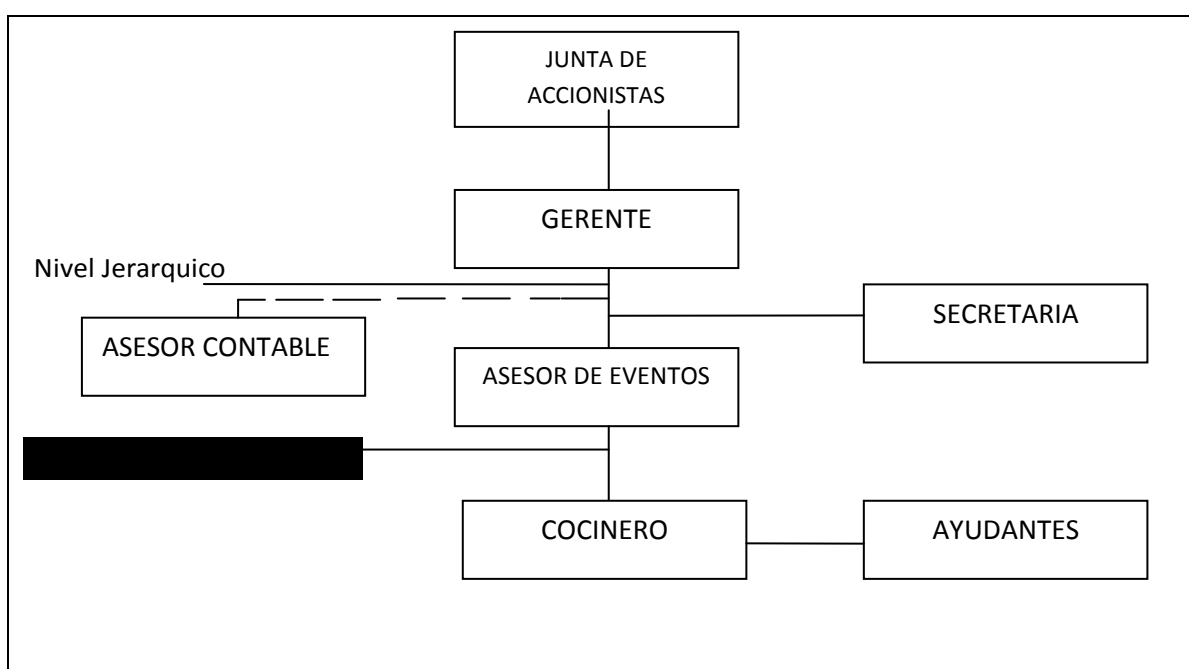 JUNTA DE
ACCIONISTAS
GERENTE
Nivel Jerarquico
SECRETARIA
ASESOR CONTABLE
ASESOR DE EVENTOS
COCINERO
AYUDANTES